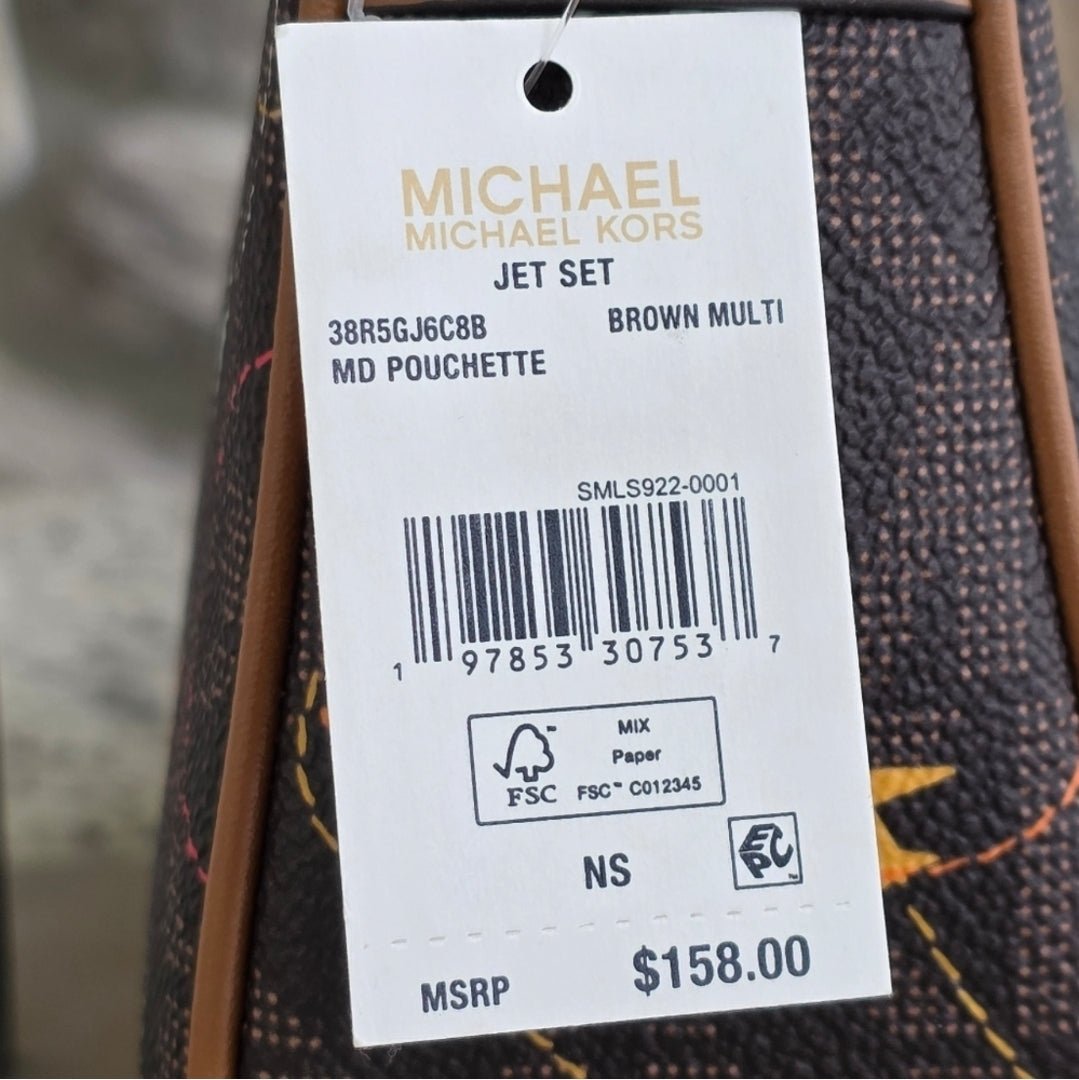 MICHAEL
MICHAEL KORS
JET SET
38R5GJ6C8B BROWN MULTI
MD POUCHETTE
SMLS922-0001
1 97853 30753 7
MIX
Paper
FSC™ C012345
FSC
NS
EPC™
MSRP $158.00